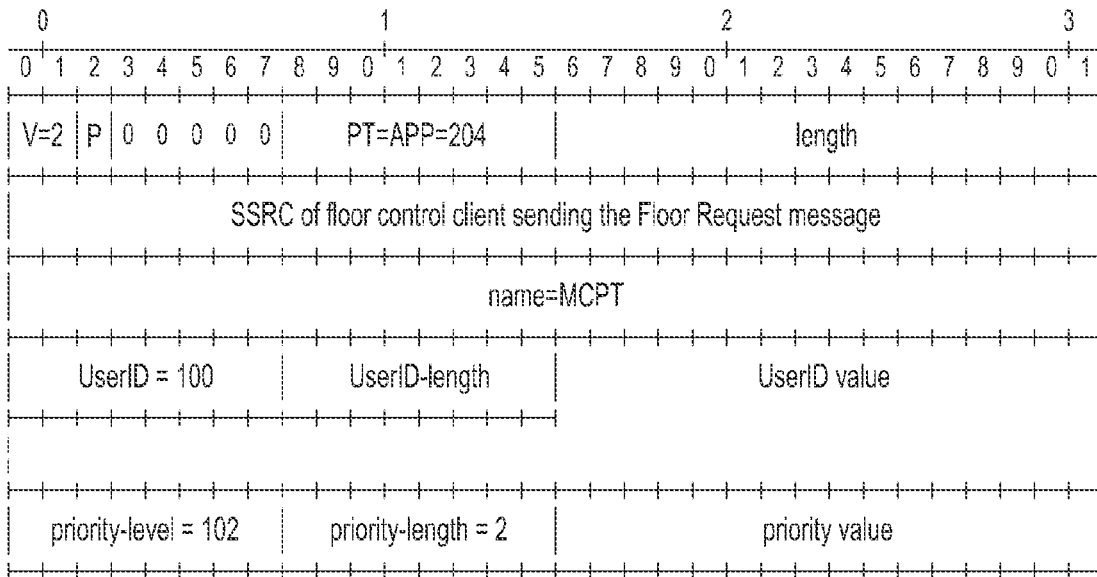 0 1 2 3
0 1 2 3 4 5 6 7 8 9 0 1 2 3 4 5 6 7 8 9 0 1 2 3 4 5 6 7 8 9 0 1
V=2 P 0 0 0 0 0 PT=APP=204 length
SSRC of floor control client sending the Floor Request message
name=MCPT
UserID = 100 UserID-length UserID value
priority-level = 102 priority-length = 2 priority value